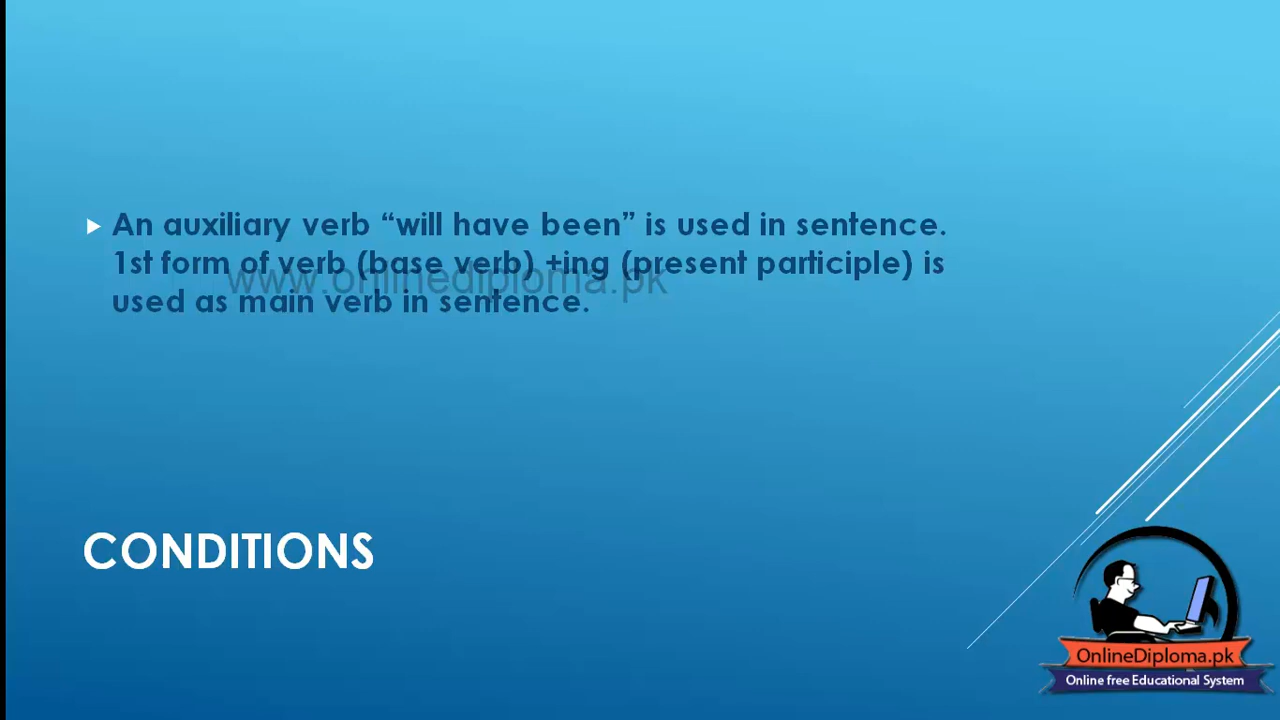 An auxiliary verb “will have been” is used in sentence.
1st form of verb (base verb) +ing (present participle) is
used as main verb in sentence.
www.onlinediploma.pk
CONDITIONS
OnlineDiploma.pk
Online free Educational System